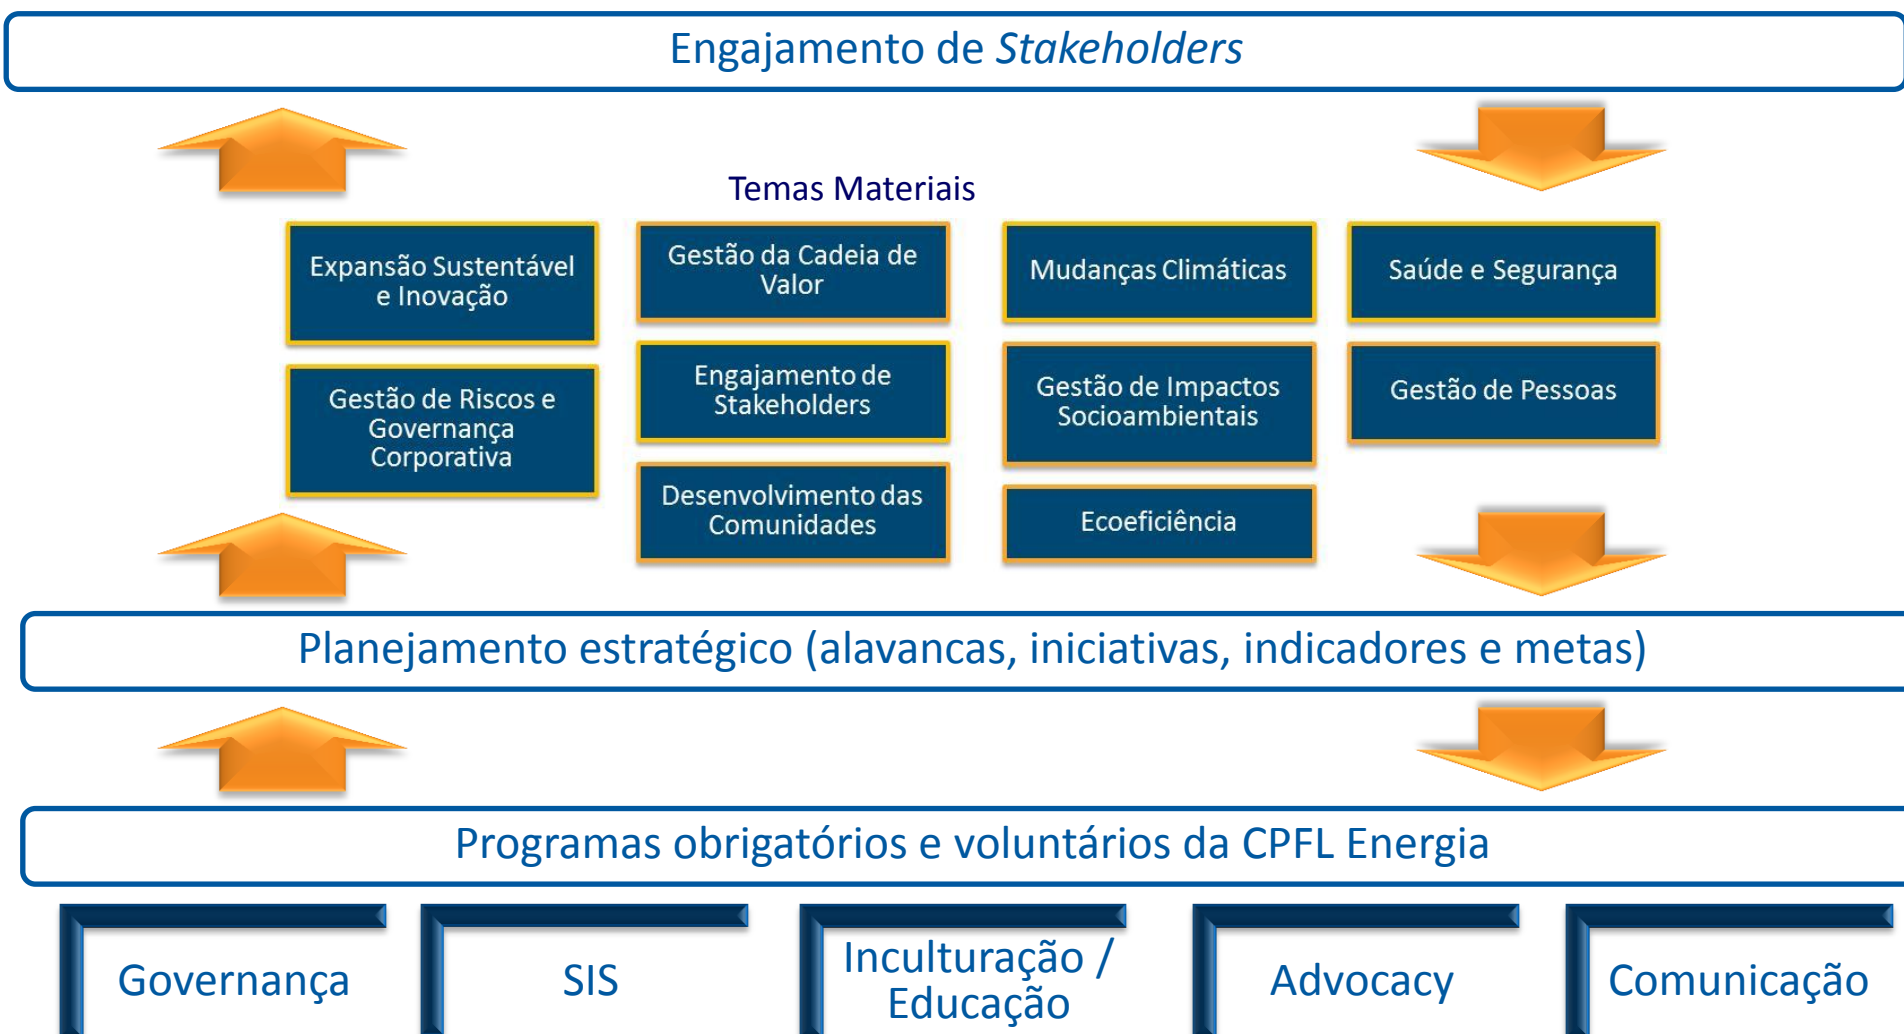 Engajamento de Stakeholders
Temas Materiais
Expansão Sustentável
e Inovação
Gestão de Riscos e
Governança
Corporativa
Gestão da Cadeia de
Valor
Engajamento de
Stakeholders
Desenvolvimento das
Comunidades
Mudanças Climáticas
Gestão de Impactos
Socioambientais
Ecoeficiência
Saúde e Segurança
Gestão de Pessoas
Planejamento estratégico (alavancas, iniciativas, indicadores e metas)
Programas obrigatórios e voluntários da CPFL Energia
Governança
SIS
Inculturação /
Educação
Advocacy
Comunicação